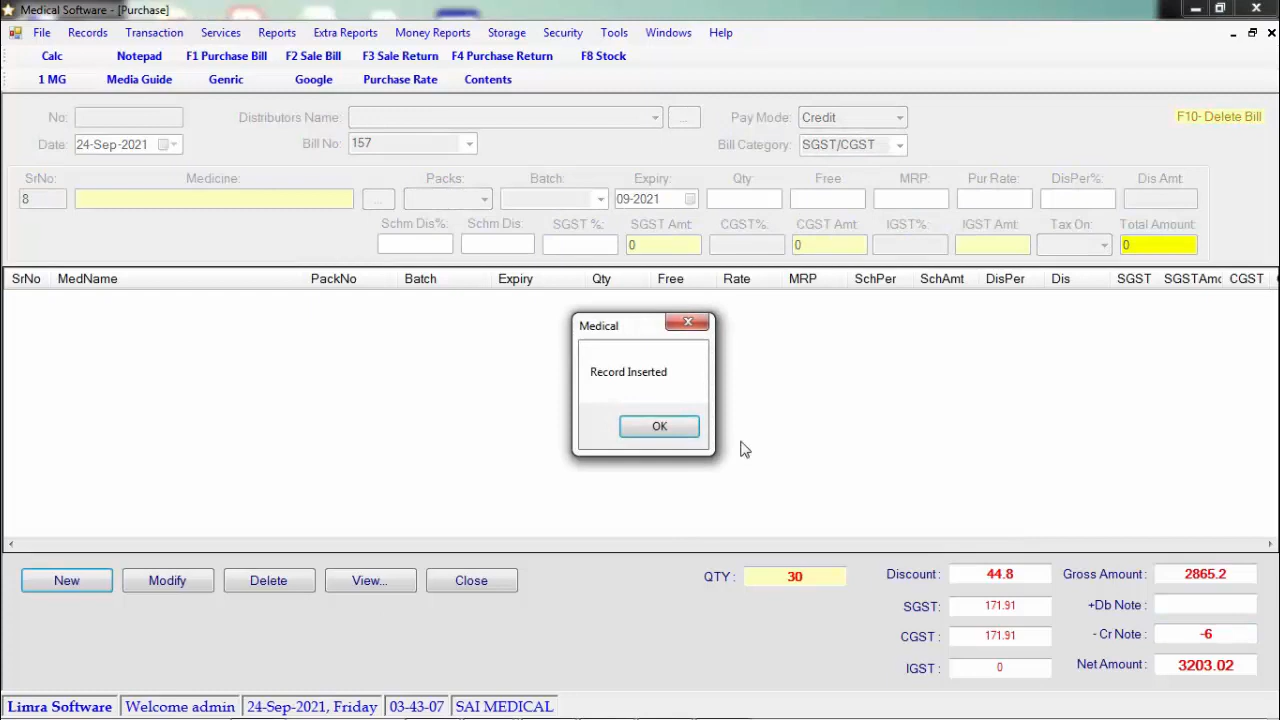 Medical Software - [Purchase]
File Records Transaction Services Reports Extra Reports Money Reports Storage Security Tools Windows Help
Calc Notepad F1 Purchase Bill F2 Sale Bill F3 Sale Return F4 Purchase Return F8 Stock
1 MG Media Guide Genric Google Purchase Rate Contents
No: Distributors Name: ... Pay Mode: Credit F10- Delete Bill
Date: 24-Sep-2021 Bill No: 157 Bill Category: SGST/CGST
SrNo: Medicine: Packs: Batch: Expiry: Qty: Free MRP: Pur Rate: DisPer%: Dis Amt:
8 ... 09-2021
Schm Dis% Schm Dis: SGST %: SGST Amt: CGST%: CGST Amt: IGST%: IGST Amt: Tax On: Total Amount:
0 0 0
SrNo MedName PackNo Batch Expiry Qty Free Rate MRP SchPer SchAmt DisPer Dis SGST SGSTAmo CGST
Medical
Record Inserted
OK
New Modify Delete View... Close QTY : 30 Discount : 44.8 Gross Amount : 2865.2
SGST: 171.91 +Db Note : 
CGST : 171.91 - Cr Note : -6
IGST : 0 Net Amount : 3203.02
Limra Software Welcome admin 24-Sep-2021, Friday 03-43-07 SAI MEDICAL